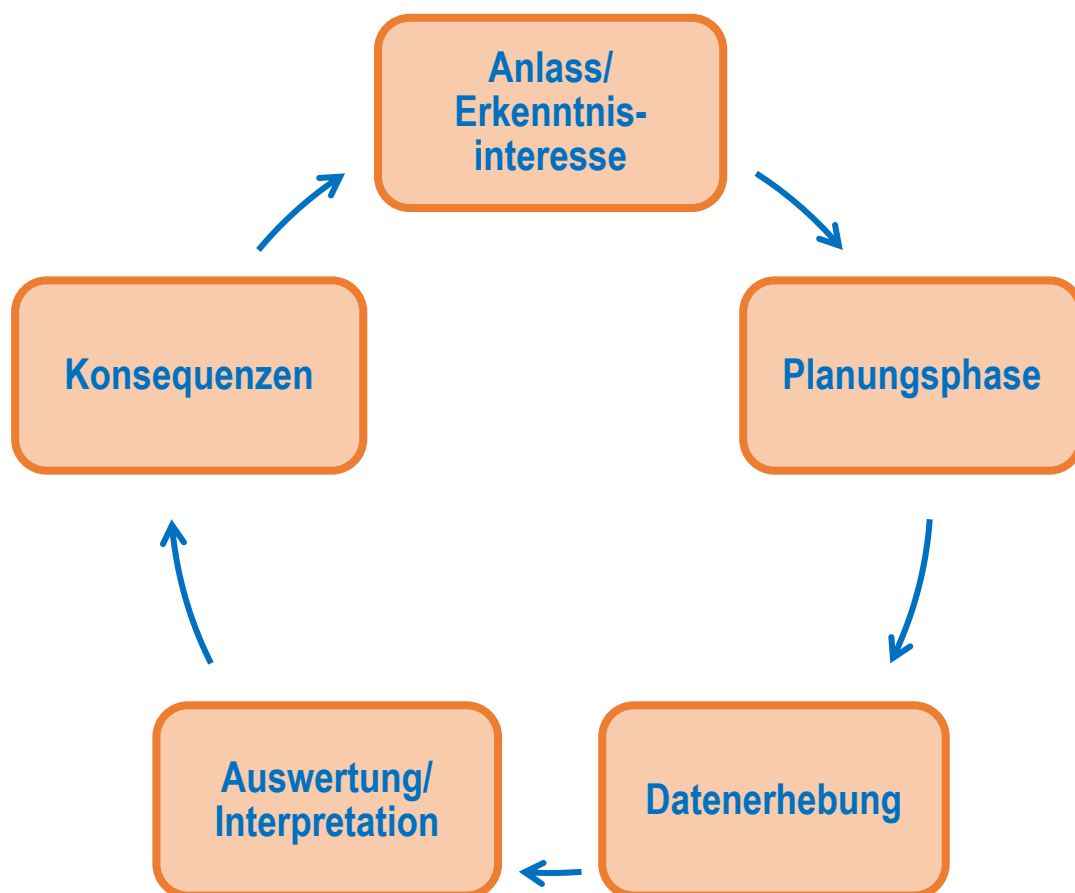 Anlass/
Erkenntnis-
interesse
Planungsphase
Datenerhebung
Auswertung/
Interpretation
Konsequenzen